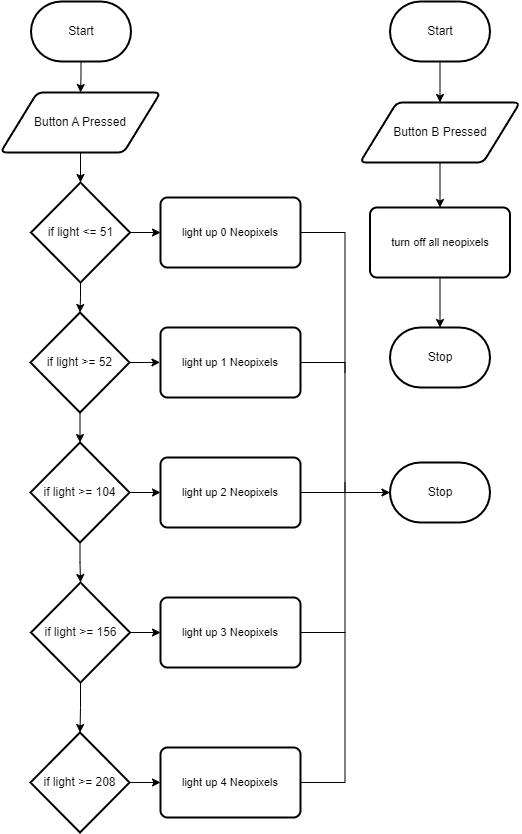 Start
Button A Pressed
if light <= 51
light up 0 Neopixels
if light >= 52
light up 1 Neopixels
if light >= 104
light up 2 Neopixels
if light >= 156
light up 3 Neopixels
if light >= 208
light up 4 Neopixels
Stop
Start
Button B Pressed
turn off all neopixels
Stop